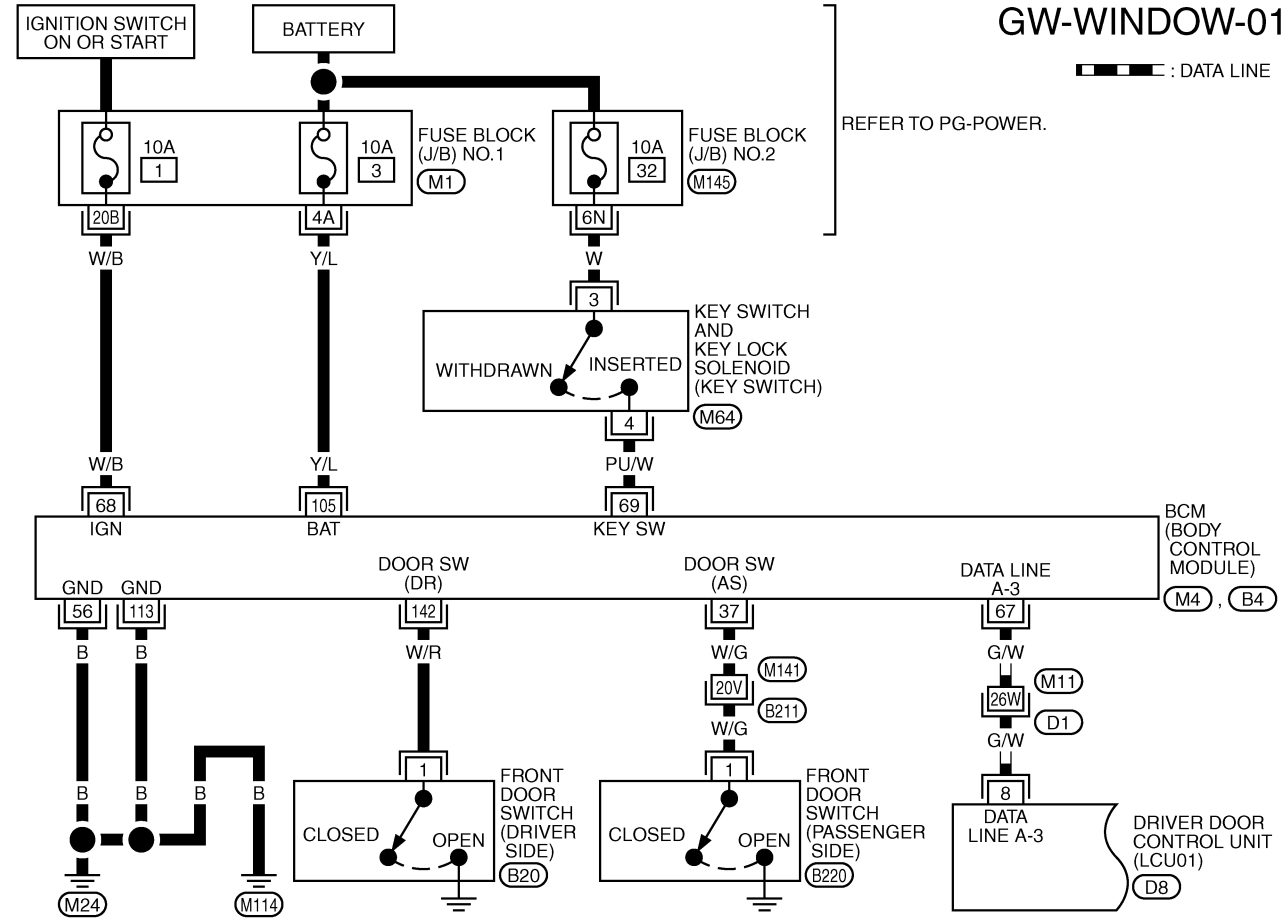 GW-WINDOW-01
: DATA LINE
IGNITION SWITCH
ON OR START
BATTERY
REFER TO PG-POWER.
10A
1
10A
3
FUSE BLOCK
(J/B) NO.1
M1
10A
32
FUSE BLOCK
(J/B) NO.2
M145
20B
4A
6N
W/B
Y/L
W
3
KEY SWITCH
AND
KEY LOCK
SOLENOID
(KEY SWITCH)
M64
WITHDRAWN
INSERTED
4
W/B
Y/L
PU/W
68
105
69
IGN
BAT
KEY SW
BCM
(BODY
CONTROL
MODULE)
M4 , B4
GND
GND
DOOR SW
(DR)
DOOR SW
(AS)
DATA LINE
A-3
56
113
142
37
67
B
B
W/R
W/G
G/W
M141
20V
B211
M11
26W
D1
W/G
G/W
B
B
B
B
1
1
8
FRONT
DOOR
SWITCH
(DRIVER
SIDE)
B20
CLOSED
OPEN
FRONT
DOOR
SWITCH
(PASSENGER
SIDE)
B220
CLOSED
OPEN
DATA
LINE A-3
DRIVER DOOR
CONTROL UNIT
(LCU01)
D8
M24
M114